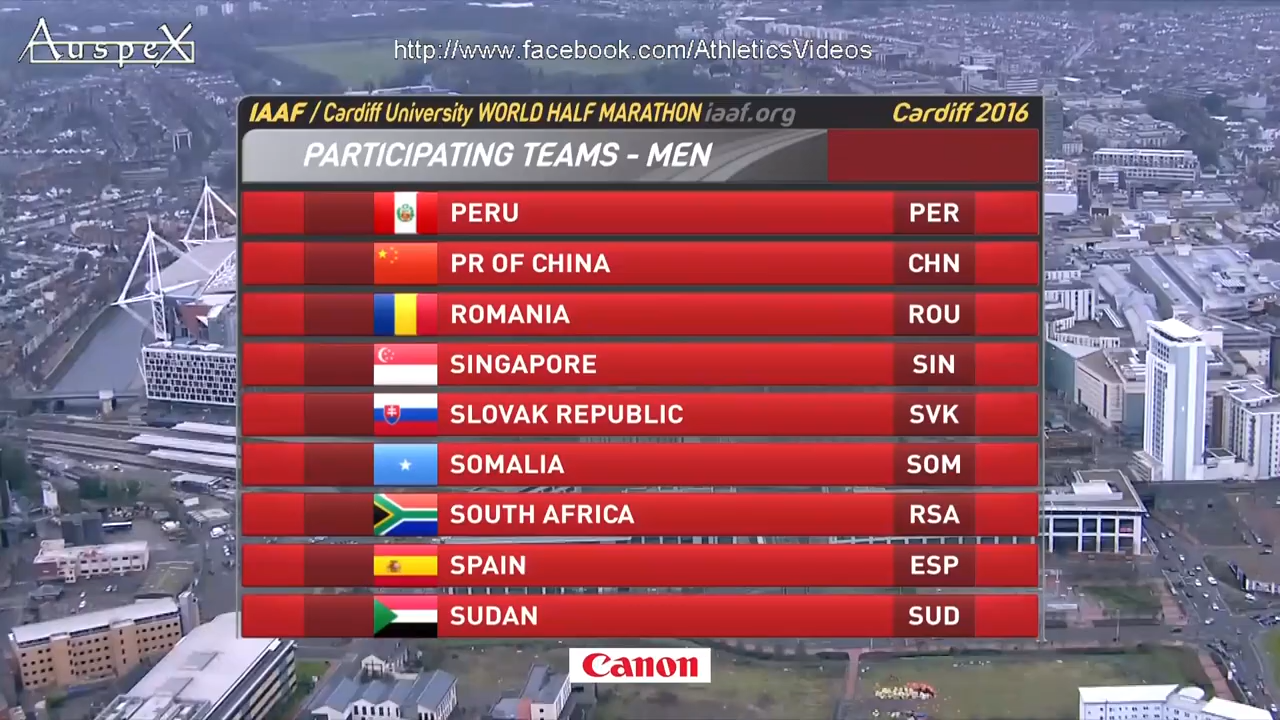 AuspeX
http://www.facebook.com/AthleticsVideos
IAAF / Cardiff University WORLD HALF MARATHON iaaf.org Cardiff 2016
PARTICIPATING TEAMS - MEN
PERU PER
PR OF CHINA CHN
ROMANIA ROU
SINGAPORE SIN
SLOVAK REPUBLIC SVK
SOMALIA SOM
SOUTH AFRICA RSA
SPAIN ESP
SUDAN SUD
Canon